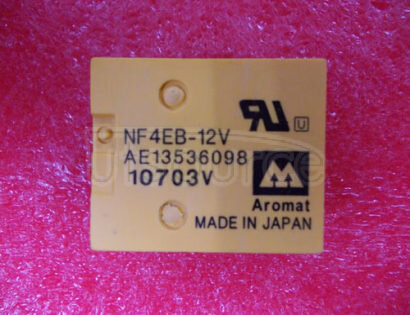 NF4EB-12V
AE13536098
10703V
Aromat
MADE IN JAPAN